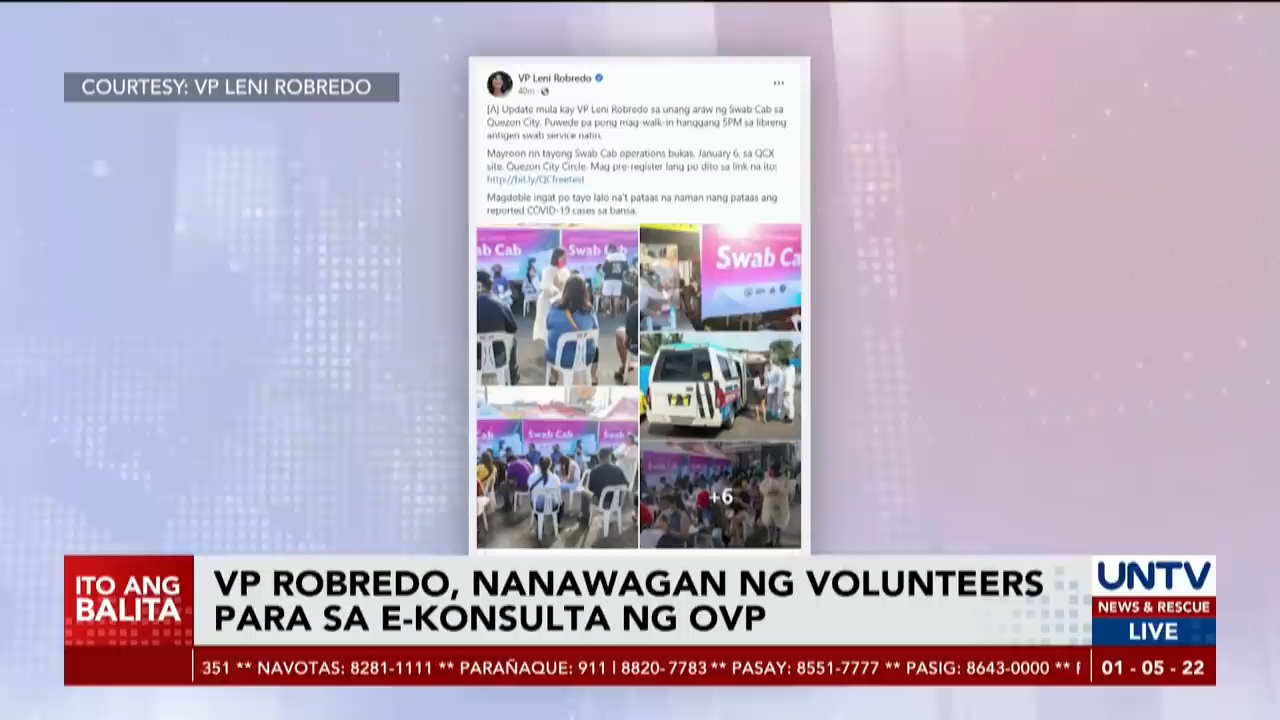 COURTESY: VP LENI ROBREDO
VP Leni Robredo
40m
[A] Update mula kay VP Leni Robredo sa unang araw ng Swab Cab sa
Quezon City. Puwede pa pong mag-walk-in hanggang 5PM sa libreng
antigen swab service natin.
Mayroon rin tayong Swab Cab operations bukas, January 6, sa QCX
site, Quezon City Circle. Mag pre-register lang po dito sa link na ito:
http://bit.ly/QCfreetest
Magdoble ingat po tayo lalo na't pataas na naman nang pataas ang
reported COVID-19 cases sa bansa.
ab Cab
Swab Cab
Swab Ca
Cab
Swab Cab
Swab
+6
ITO ANG
BALITA
VP ROBREDO, NANAWAGAN NG VOLUNTEERS
PARA SA E-KONSULTA NG OVP
UNTV
NEWS & RESCUE
LIVE
351 ** NAVOTAS: 8281-1111 ** PARAÑAQUE: 911 | 8820-7783 ** PASAY: 8551-7777 ** PASIG: 8643-0000 **
01 - 05 - 22